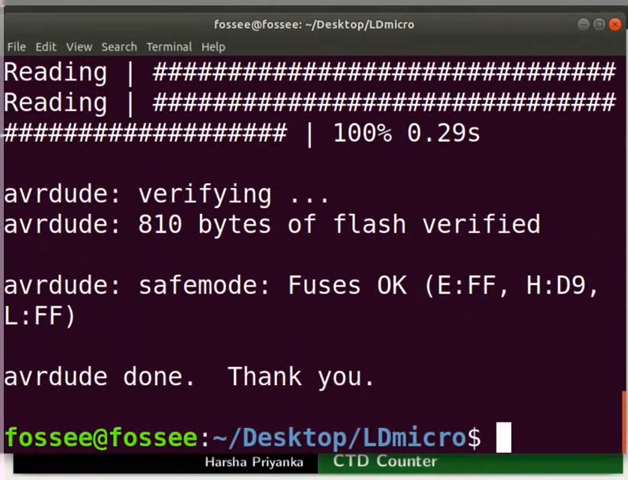 fossee@fossee: ~/Desktop/LDmicro
File Edit View Search Terminal Help
Reading | ###############################
Reading | ###############################
################### | 100% 0.29s
avrdude: verifying ...
avrdude: 810 bytes of flash verified
avrdude: safemode: Fuses OK (E:FF, H:D9,
L:FF)
avrdude done.  Thank you.
fossee@fossee:~/Desktop/LDmicro$
Harsha Priyanka CTD Counter